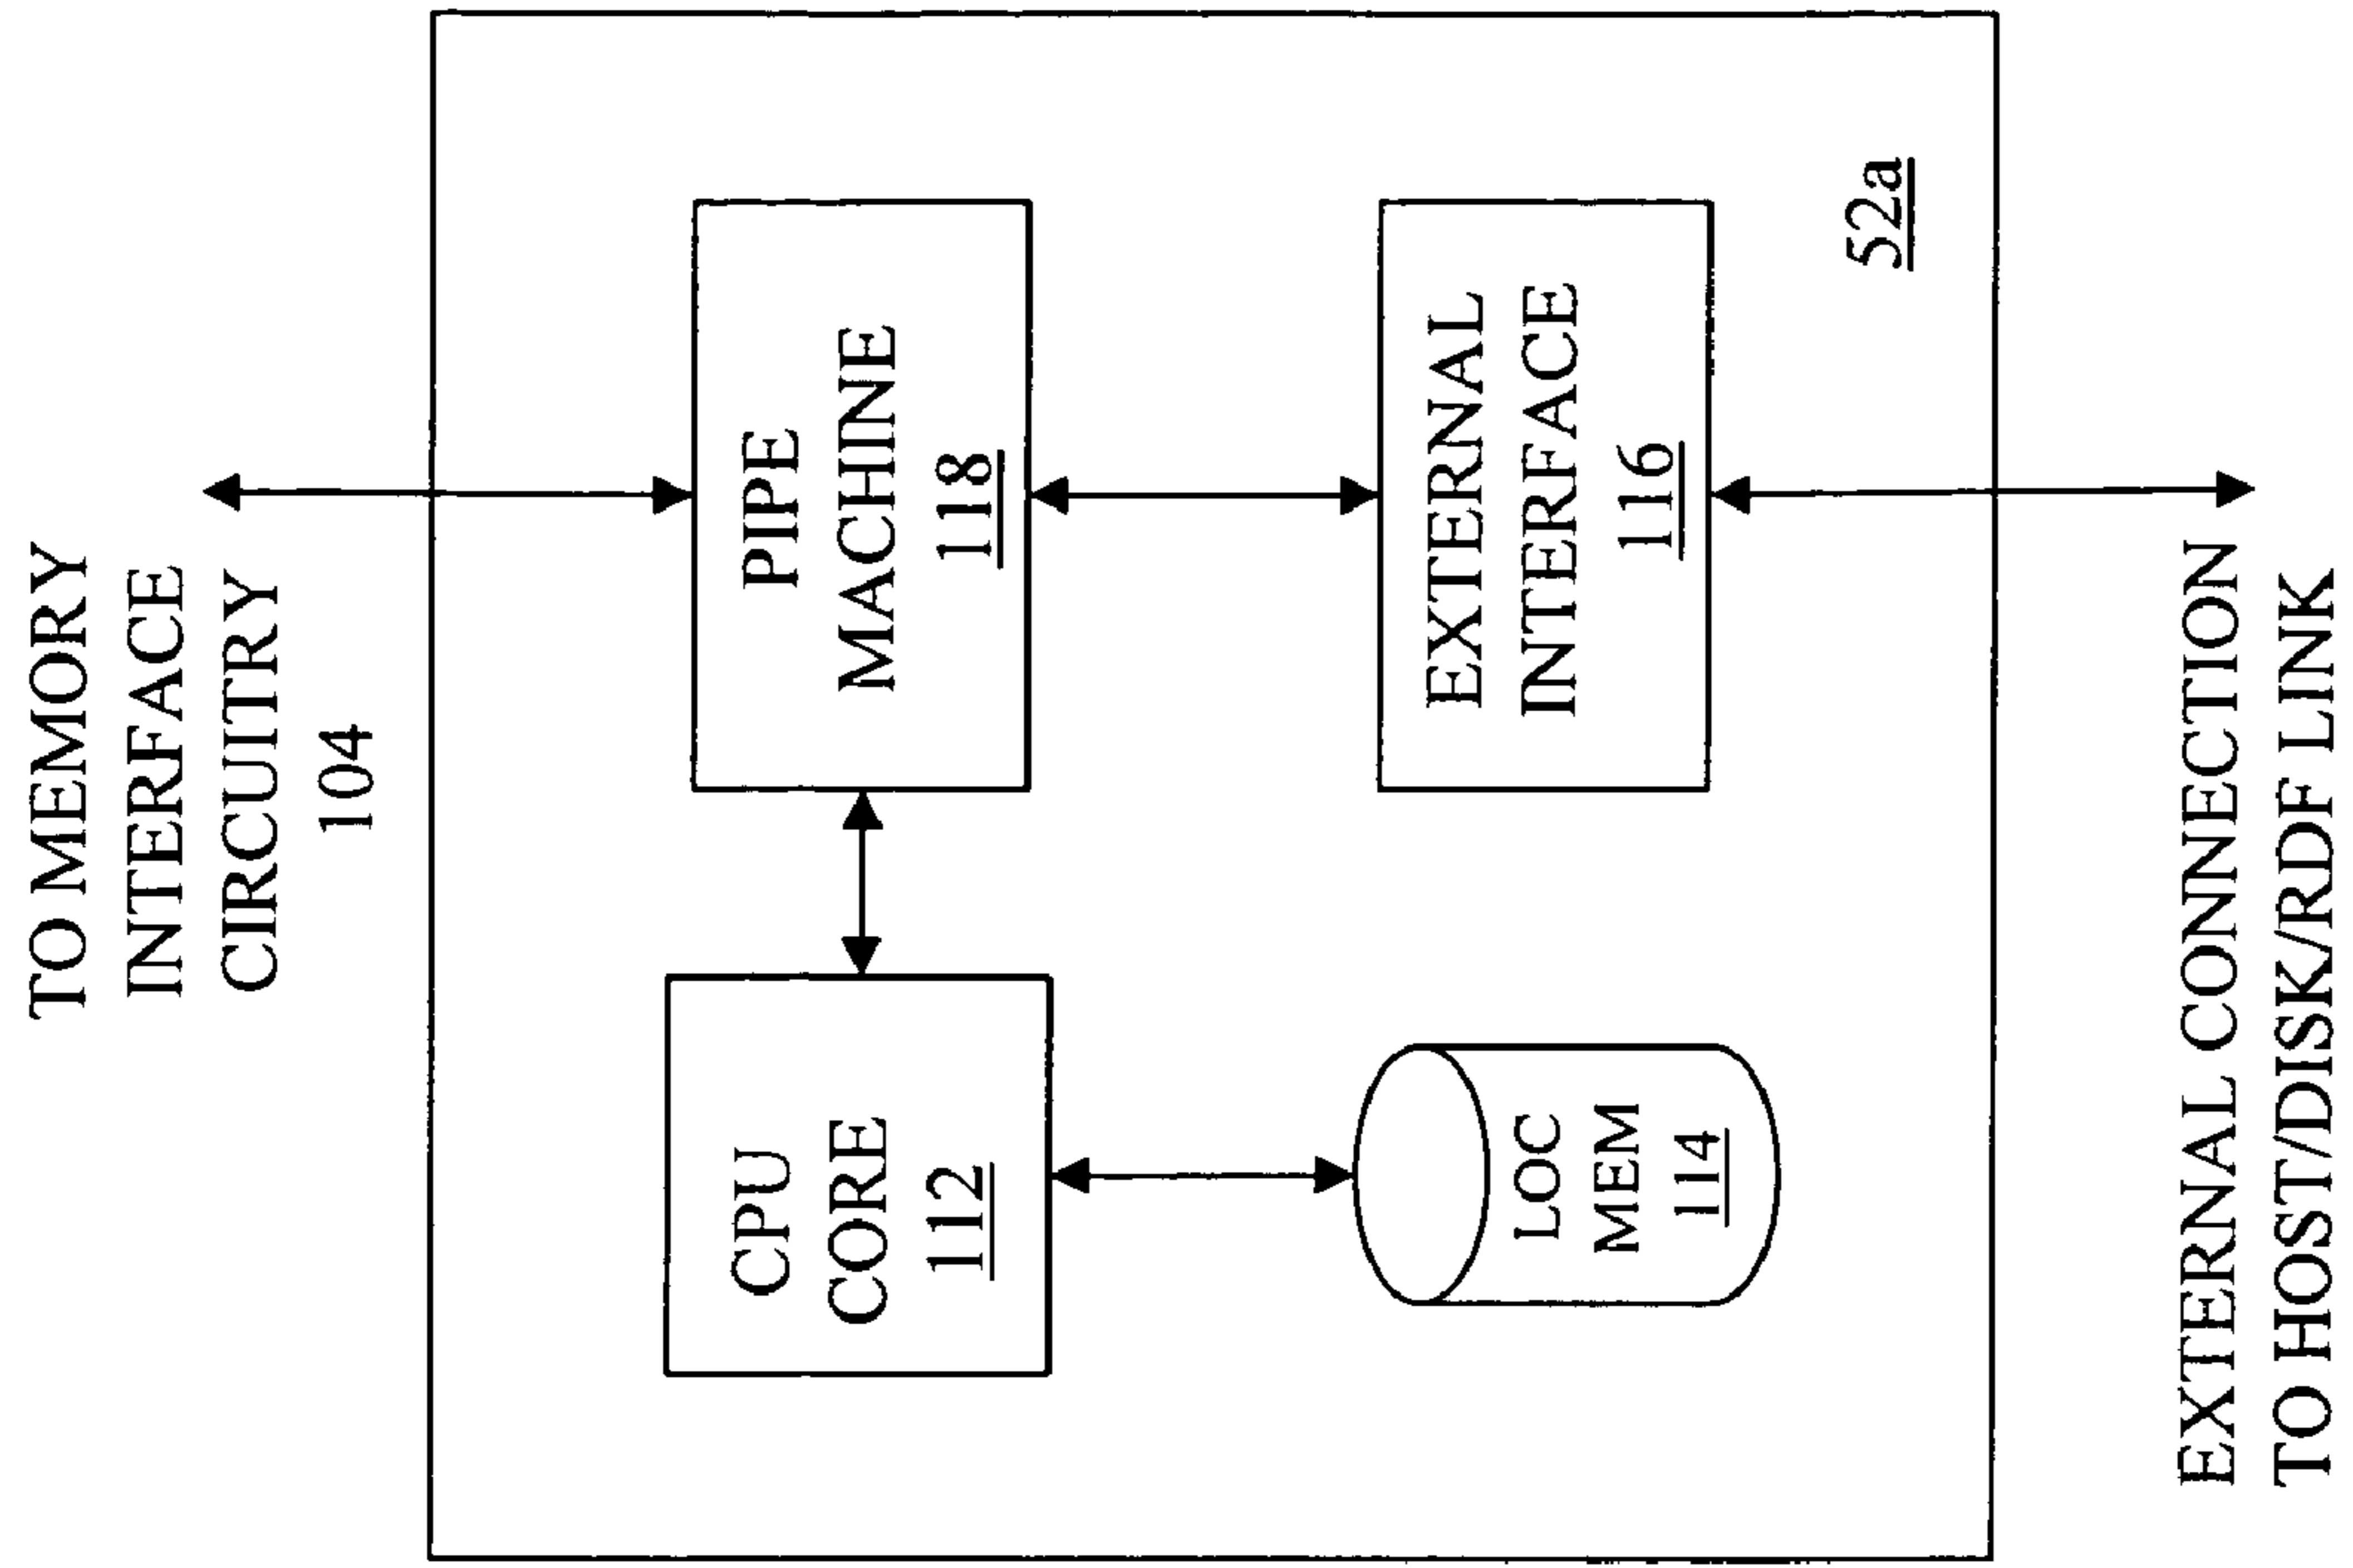 TO MEMORY
INTERFACE
CIRCUITRY
104
CPU
CORE
112
PIPE
MACHINE
118
LOC
MEM
114
EXTERNAL
INTERFACE
116
52a
EXTERNAL CONNECTION
TO HOST/DISK/RDF LINK